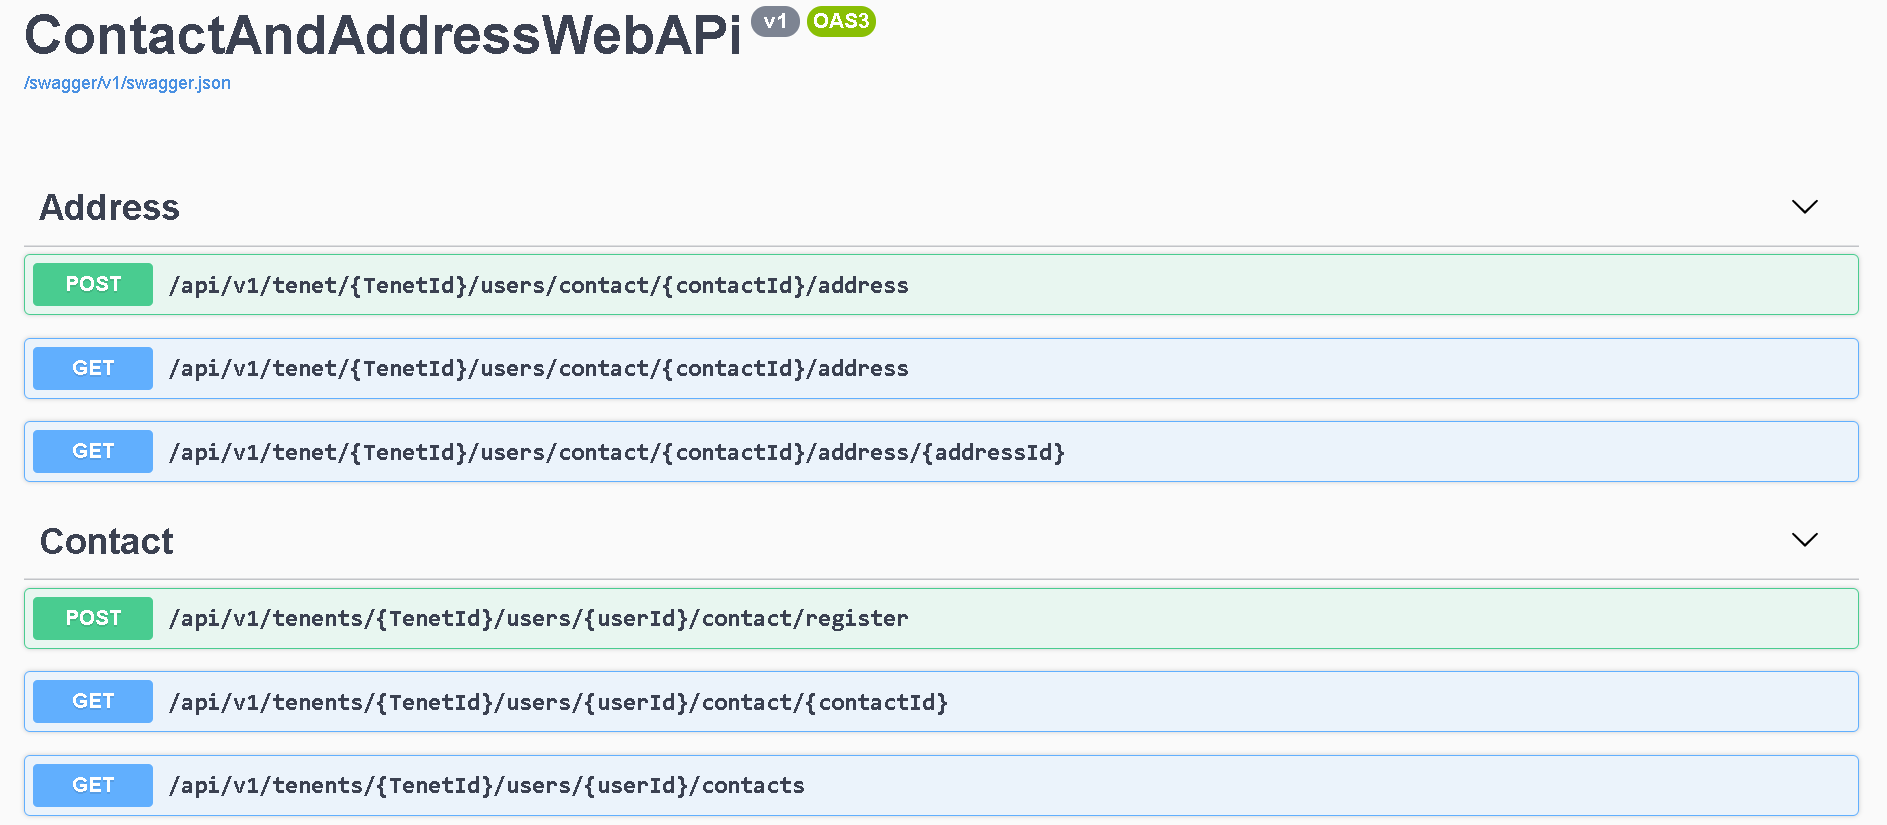 ContactAndAddressWebAPi v1 OAS3
/swagger/v1/swagger.json
Address
POST /api/v1/tenet/{TenetId}/users/contact/{contactId}/address
GET /api/v1/tenet/{TenetId}/users/contact/{contactId}/address
GET /api/v1/tenet/{TenetId}/users/contact/{contactId}/address/{addressId}
Contact
POST /api/v1/tenents/{TenetId}/users/{userId}/contact/register
GET /api/v1/tenents/{TenetId}/users/{userId}/contact/{contactId}
GET /api/v1/tenents/{TenetId}/users/{userId}/contacts